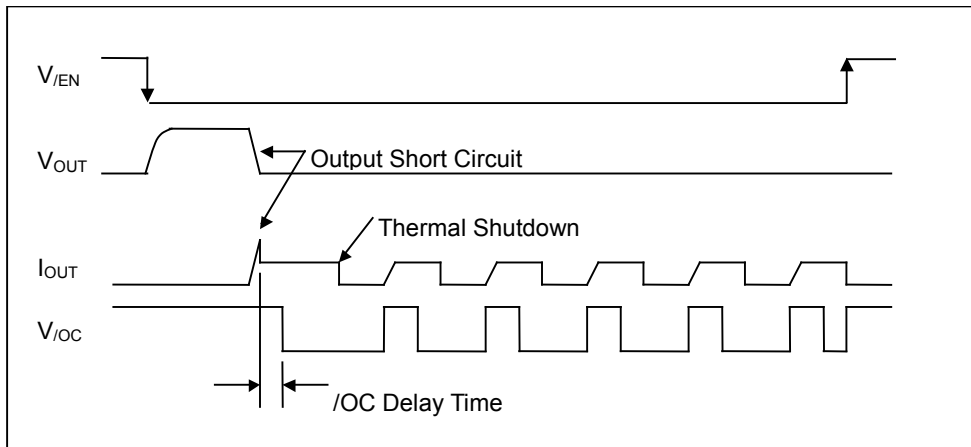 V/EN
VOUT
Output Short Circuit
Thermal Shutdown
IOUT
V/OC
/OC Delay Time